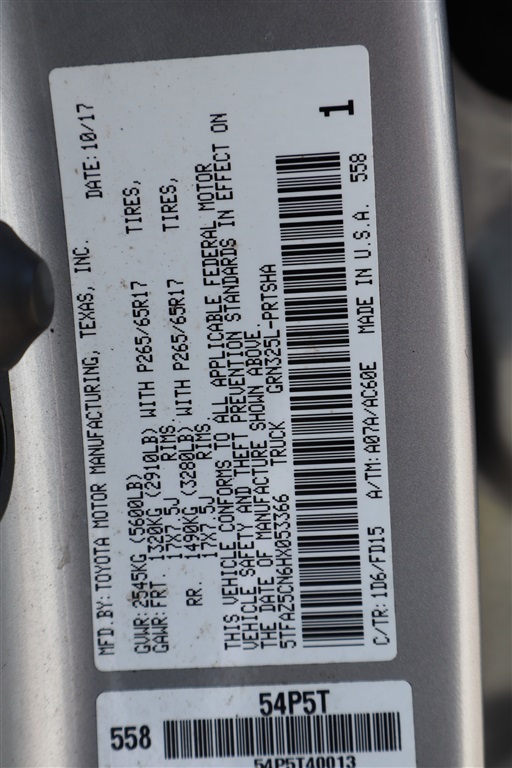 MFD.BY: TOYOTA MOTOR MANUFACTURING, TEXAS, INC. DATE: 10/17
GVWR: 2545KG (5600LB)
GAWR: FRT. 1320KG (2910LB) WITH P265/65R17 TIRES,
17X7.5J RIMS.
RR. 1490KG (3280LB) WITH P265/65R17 TIRES,
17X7.5J RIMS.
THIS VEHICLE CONFORMS TO ALL APPLICABLE FEDERAL MOTOR
VEHICLE SAFETY AND THEFT PREVENTION STANDARDS IN EFFECT ON
THE DATE OF MANUFACTURE SHOWN ABOVE.
5TFAZ5CN6HX053366 TRUCK GRN325L-PRTSHA
1
C/TR: 1D6/FD15 A/TM: A07A/AC60E MADE IN U.S.A. 558
54P5T
558
54P5T40013